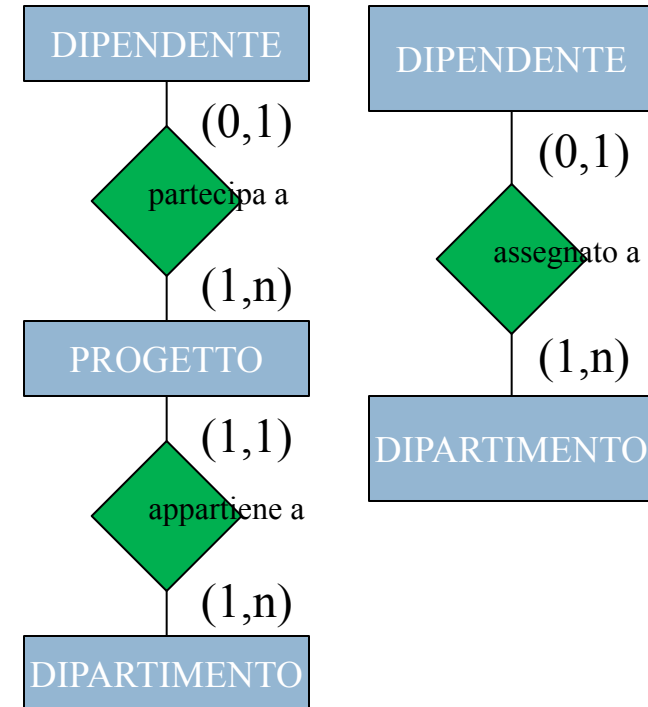 DIPENDENTE
(0,1)
partecipa a
(1,n)
PROGETTO
(1,1)
appartiene a
(1,n)
DIPARTIMENTO
DIPENDENTE
(0,1)
assegnato a
(1,n)
DIPARTIMENTO